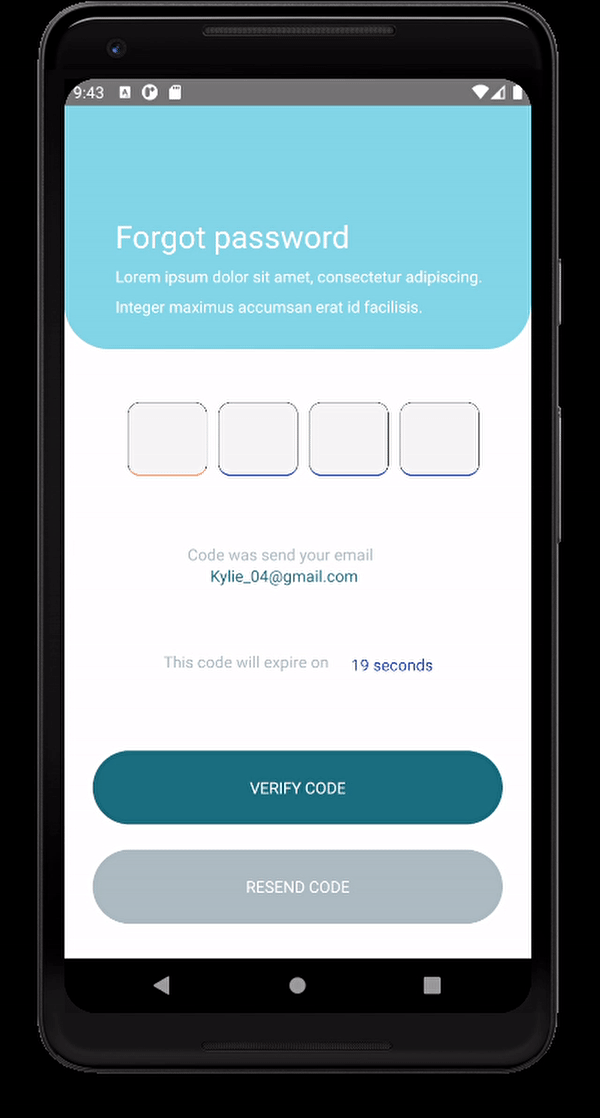 9:43
Forgot password
Lorem ipsum dolor sit amet, consectetur adipiscing.
Integer maximus accumsan erat id facilisis.
Code was send your email
Kylie_04@gmail.com
This code will expire on 19 seconds
VERIFY CODE
RESEND CODE